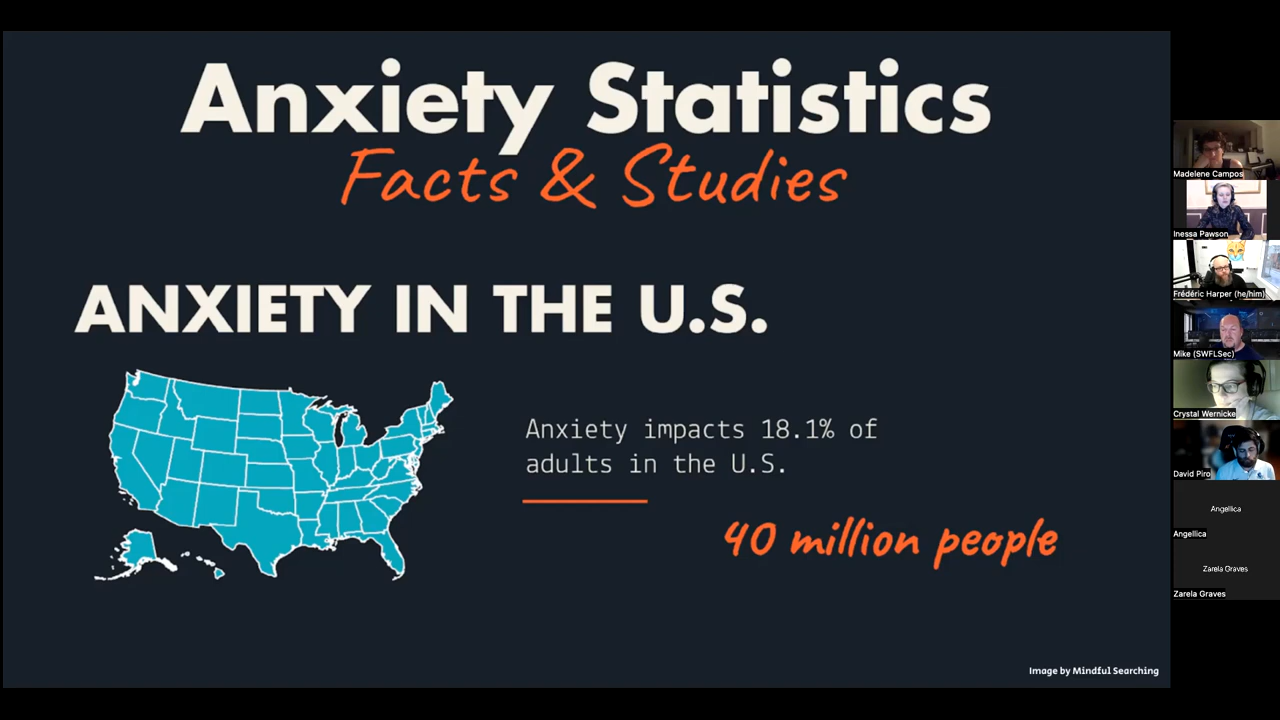 Anxiety Statistics
Facts & Studies
ANXIETY IN THE U.S.
Anxiety impacts 18.1% of
adults in the U.S.
40 million people
Image by Mindful Searching
Madelene Campos
Inessa Pawson
Frédéric Harper (he/him)
Mike (SWFLSec)
Crystal Wernicke
David Piro
Angellica
Angellica
Zarela Graves
Zarela Graves